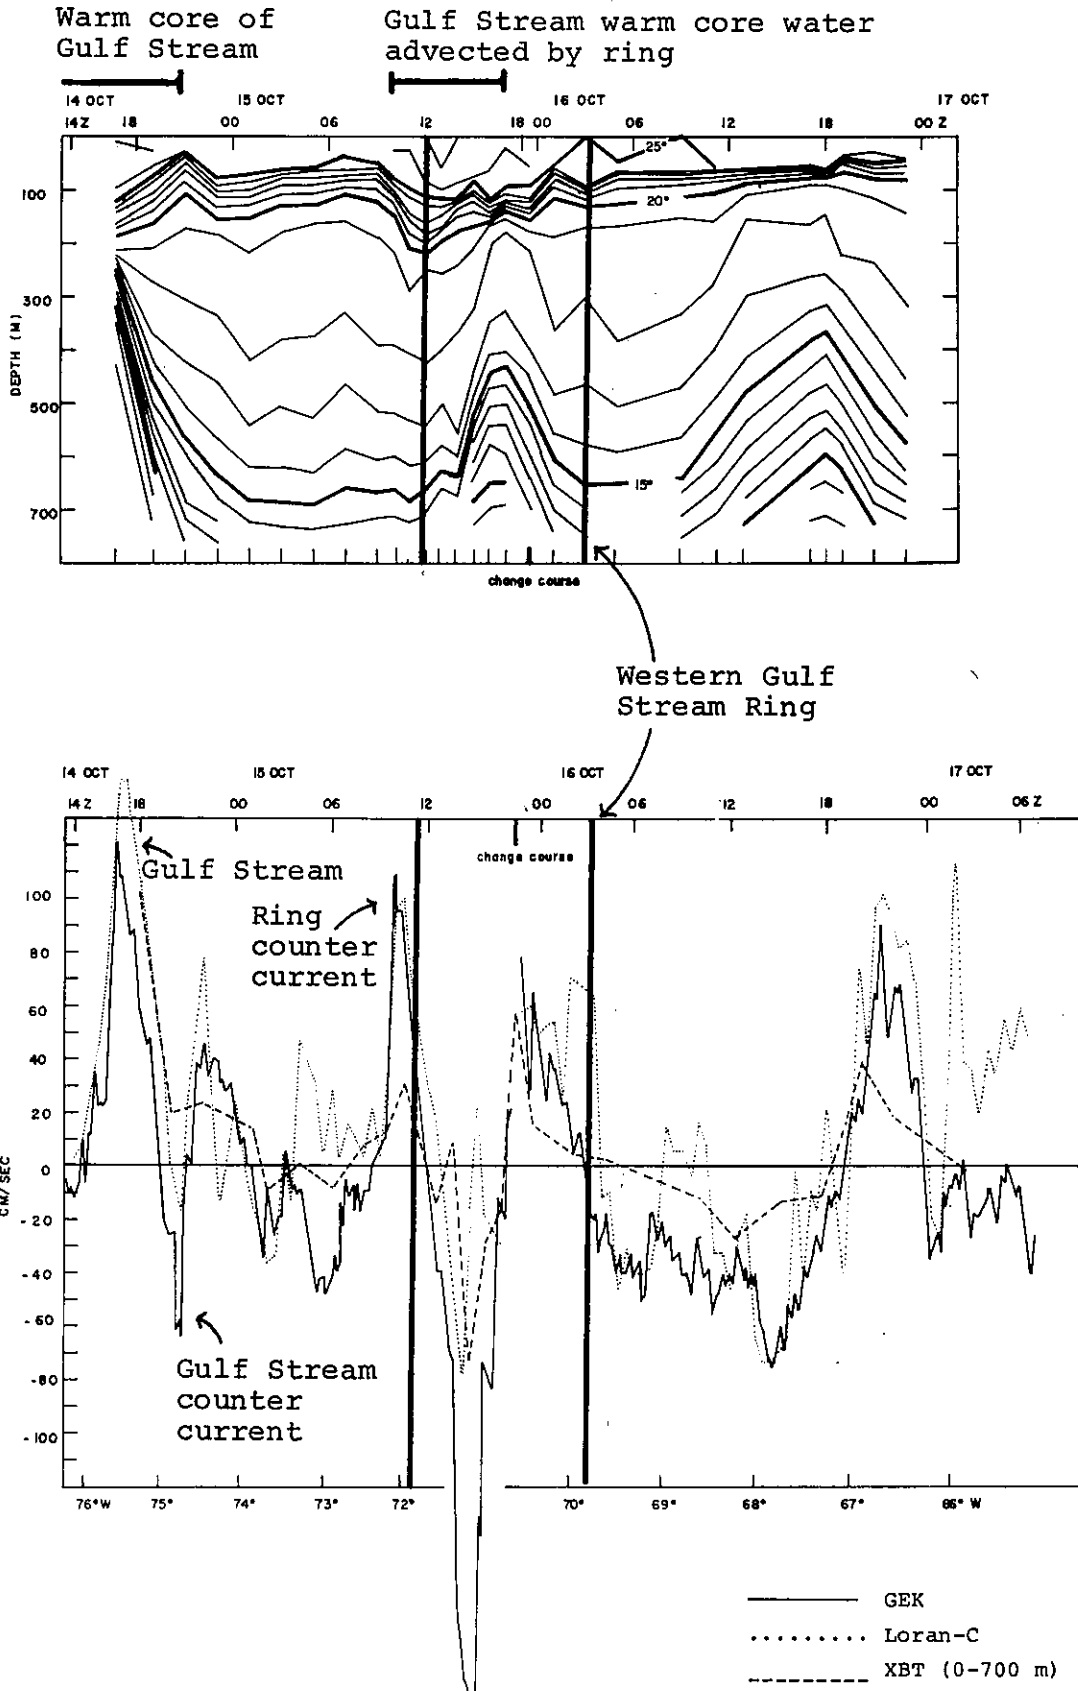 Warm core of
Gulf Stream
Gulf Stream warm core water
advected by ring
14 OCT 15 OCT 16 OCT 17 OCT
14 Z 18 00 06 12 18 00 06 12 18 00 Z
25°
100
20°
300
DEPTH (M)
500
15°
700
change course
Western Gulf
Stream Ring
14 OCT 15 OCT 16 OCT 17 OCT
14 Z 18 00 06 12 00 06 12 18 00 06 Z
change course
Gulf Stream
100
Ring
counter
current
80
60
40
20
0
CM/SEC
-20
-40
-60
Gulf Stream
counter
current
-80
-100
76°W 75° 74° 73° 72° 70° 69° 68° 67° 66° W
GEK
Loran-C
XBT (0-700 m)